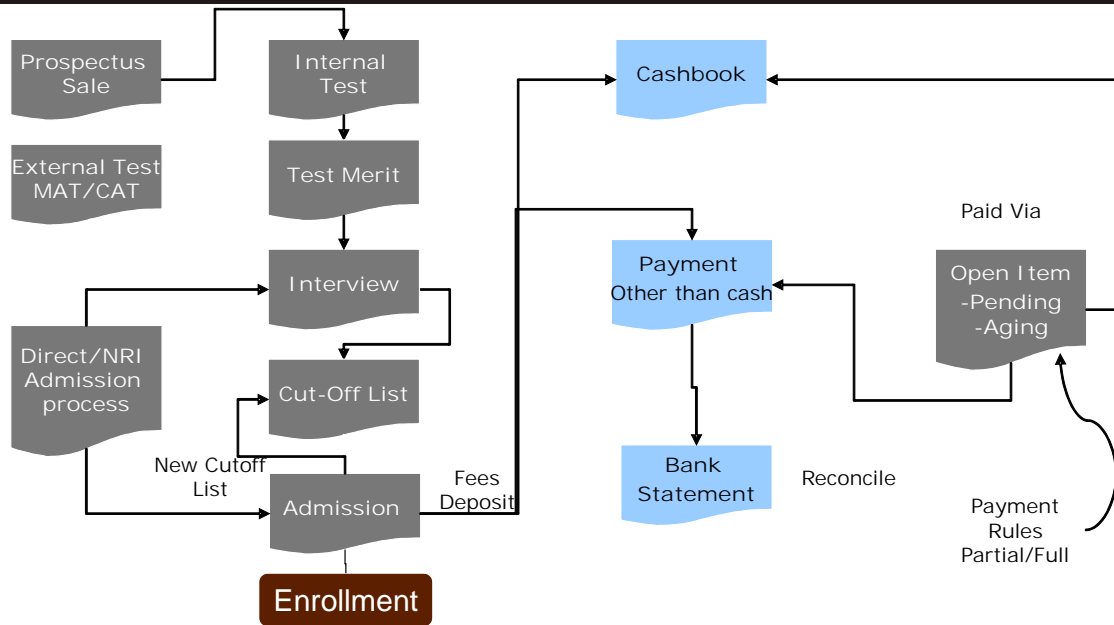 Prospectus
Sale
Internal
Test
Cashbook
External Test
MAT/CAT
Test Merit
Paid Via
Interview
Payment
Other than cash
Open Item
-Pending
-Aging
Direct/NRI
Admission
process
Cut-Off List
New Cutoff
List
Fees
Deposit
Admission
Bank
Statement
Reconcile
Payment
Rules
Partial/Full
Enrollment